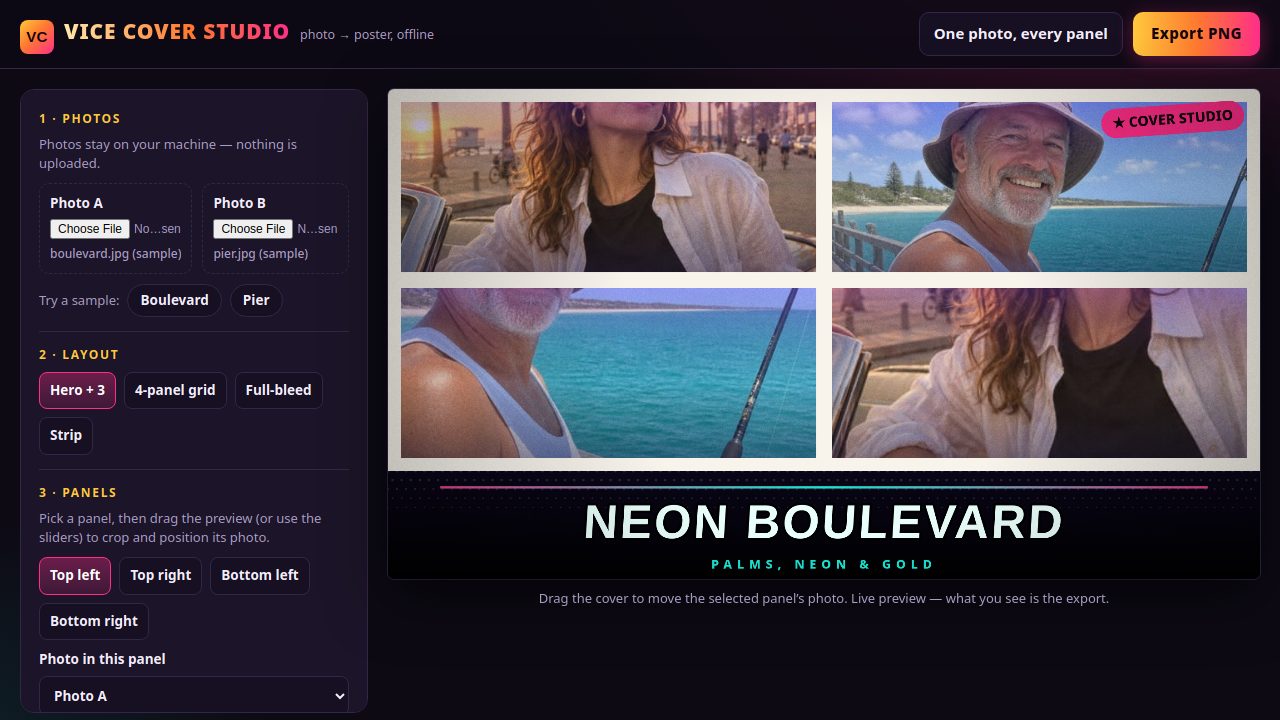 VC
VICE COVER STUDIO
photo → poster, offline
One photo, every panel
Export PNG
1 · PHOTOS
Photos stay on your machine — nothing is
uploaded.
Photo A
Choose File No…sen
boulevard.jpg (sample)
Photo B
Choose File N…sen
pier.jpg (sample)
Try a sample:
Boulevard
Pier
2 · LAYOUT
Hero + 3
4-panel grid
Full-bleed
Strip
3 · PANELS
Pick a panel, then drag the preview (or use the
sliders) to crop and position its photo.
Top left
Top right
Bottom left
Bottom right
Photo in this panel
Photo A
★ COVER STUDIO
NEON BOULEVARD
PALMS, NEON & GOLD
Drag the cover to move the selected panel's photo. Live preview — what you see is the export.